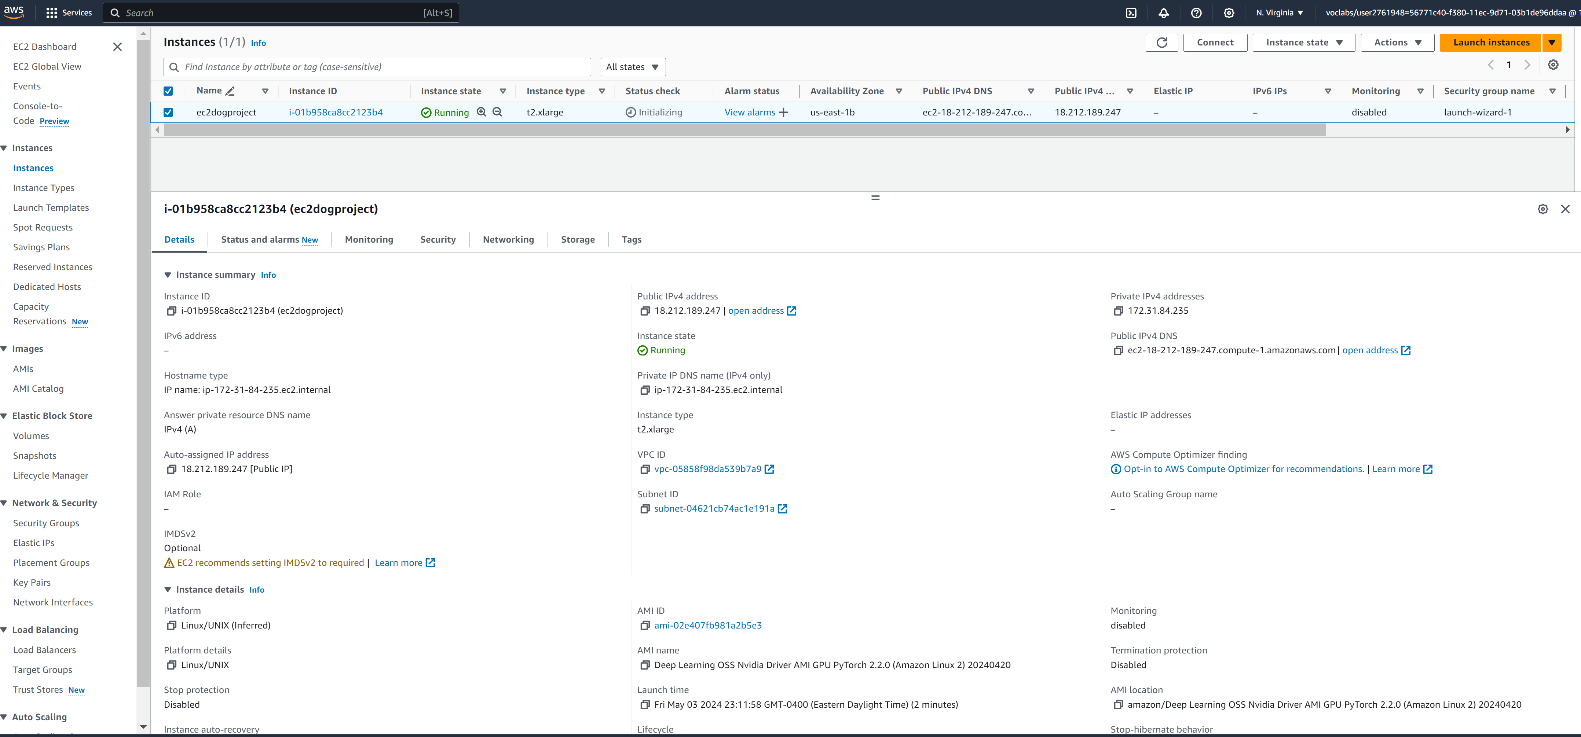 aws
Services
Search
[Alt+S]
N. Virginia
voclabs/user2761948=56771c40-f380-11ec-9d71-03b1de96ddaa @
EC2 Dashboard
EC2 Global View
Events
Console-to-
Code Preview
Instances
Instances
Instance Types
Launch Templates
Spot Requests
Savings Plans
Reserved Instances
Dedicated Hosts
Capacity
Reservations New
Images
AMIs
AMI Catalog
Elastic Block Store
Volumes
Snapshots
Lifecycle Manager
Network & Security
Security Groups
Elastic IPs
Placement Groups
Key Pairs
Network Interfaces
Load Balancing
Load Balancers
Target Groups
Trust Stores New
Auto Scaling
Instances (1/1) Info
Connect
Instance state
Actions
Launch instances
Find Instance by attribute or tag (case-sensitive)
All states
1
Name Instance ID Instance state Instance type Status check Alarm status Availability Zone Public IPv4 DNS Public IPv4 ... Elastic IP IPv6 IPs Monitoring Security group name
ec2dogproject i-01b958ca8cc2123b4 Running t2.xlarge Initializing View alarms + us-east-1b ec2-18-212-189-247.co... 18.212.189.247 – – disabled launch-wizard-1
i-01b958ca8cc2123b4 (ec2dogproject)
Details Status and alarms New Monitoring Security Networking Storage Tags
Instance summary Info
Instance ID
i-01b958ca8cc2123b4 (ec2dogproject)
Public IPv4 address
18.212.189.247 | open address
Private IPv4 addresses
172.31.84.235
IPv6 address
–
Instance state
Running
Public IPv4 DNS
ec2-18-212-189-247.compute-1.amazonaws.com | open address
Hostname type
IP name: ip-172-31-84-235.ec2.internal
Private IP DNS name (IPv4 only)
ip-172-31-84-235.ec2.internal
Answer private resource DNS name
IPv4 (A)
Instance type
t2.xlarge
Elastic IP addresses
–
Auto-assigned IP address
18.212.189.247 [Public IP]
VPC ID
vpc-05858f98da539b7a9
AWS Compute Optimizer finding
Opt-in to AWS Compute Optimizer for recommendations. | Learn more
IAM Role
–
Subnet ID
subnet-04621cb74ac1e191a
Auto Scaling Group name
–
IMDSv2
Optional
EC2 recommends setting IMDSv2 to required | Learn more
Instance details Info
Platform
Linux/UNIX (Inferred)
AMI ID
ami-02e407fb981a2b5e3
Monitoring
disabled
Platform details
Linux/UNIX
AMI name
Deep Learning OSS Nvidia Driver AMI GPU PyTorch 2.2.0 (Amazon Linux 2) 20240420
Termination protection
Disabled
Stop protection
Disabled
Launch time
Fri May 03 2024 23:11:58 GMT-0400 (Eastern Daylight Time) (2 minutes)
AMI location
amazon/Deep Learning OSS Nvidia Driver AMI GPU PyTorch 2.2.0 (Amazon Linux 2) 20240420
Instance auto-recovery
Lifecycle
Stop-hibernate behavior